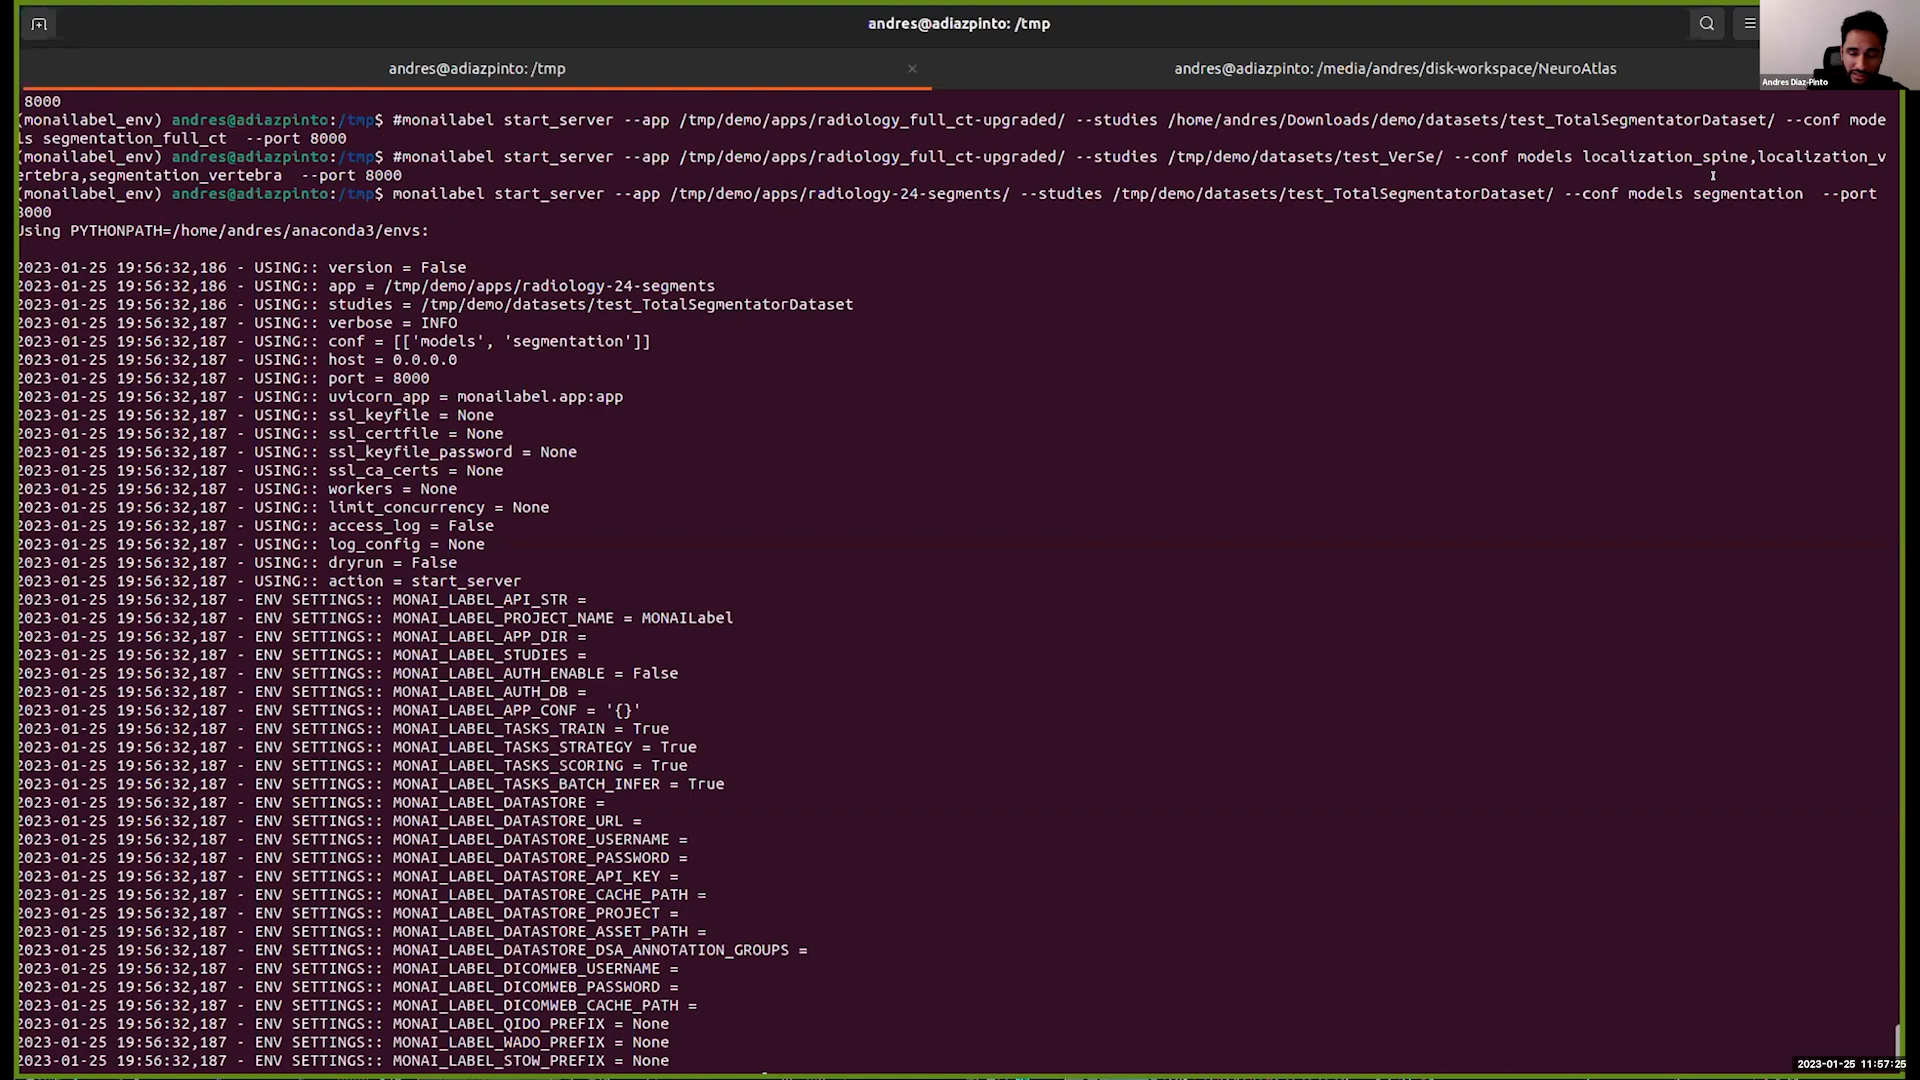 andres@adiazpinto: /tmp
andres@adiazpinto: /tmp
andres@adiazpinto: /media/andres/disk-workspace/NeuroAtlas
Andres Diaz-Pinto
8000
(monailabel_env) andres@adiazpinto:/tmp$ #monailabel start_server --app /tmp/demo/apps/radiology_full_ct-upgraded/ --studies /home/andres/Downloads/demo/datasets/test_TotalSegmentatorDataset/ --conf mode
ls segmentation_full_ct  --port 8000
(monailabel_env) andres@adiazpinto:/tmp$ #monailabel start_server --app /tmp/demo/apps/radiology_full_ct-upgraded/ --studies /tmp/demo/datasets/test_VerSe/ --conf models localization_spine,localization_v
ertebra,segmentation_vertebra  --port 8000
(monailabel_env) andres@adiazpinto:/tmp$ monailabel start_server --app /tmp/demo/apps/radiology-24-segments/ --studies /tmp/demo/datasets/test_TotalSegmentatorDataset/ --conf models segmentation  --port
8000
Using PYTHONPATH=/home/andres/anaconda3/envs:
2023-01-25 19:56:32,186 - USING:: version = False
2023-01-25 19:56:32,186 - USING:: app = /tmp/demo/apps/radiology-24-segments
2023-01-25 19:56:32,186 - USING:: studies = /tmp/demo/datasets/test_TotalSegmentatorDataset
2023-01-25 19:56:32,187 - USING:: verbose = INFO
2023-01-25 19:56:32,187 - USING:: conf = [['models', 'segmentation']]
2023-01-25 19:56:32,187 - USING:: host = 0.0.0.0
2023-01-25 19:56:32,187 - USING:: port = 8000
2023-01-25 19:56:32,187 - USING:: uvicorn_app = monailabel.app:app
2023-01-25 19:56:32,187 - USING:: ssl_keyfile = None
2023-01-25 19:56:32,187 - USING:: ssl_certfile = None
2023-01-25 19:56:32,187 - USING:: ssl_keyfile_password = None
2023-01-25 19:56:32,187 - USING:: ssl_ca_certs = None
2023-01-25 19:56:32,187 - USING:: workers = None
2023-01-25 19:56:32,187 - USING:: limit_concurrency = None
2023-01-25 19:56:32,187 - USING:: access_log = False
2023-01-25 19:56:32,187 - USING:: log_config = None
2023-01-25 19:56:32,187 - USING:: dryrun = False
2023-01-25 19:56:32,187 - USING:: action = start_server
2023-01-25 19:56:32,187 - ENV SETTINGS:: MONAI_LABEL_API_STR =
2023-01-25 19:56:32,187 - ENV SETTINGS:: MONAI_LABEL_PROJECT_NAME = MONAILabel
2023-01-25 19:56:32,187 - ENV SETTINGS:: MONAI_LABEL_APP_DIR =
2023-01-25 19:56:32,187 - ENV SETTINGS:: MONAI_LABEL_STUDIES =
2023-01-25 19:56:32,187 - ENV SETTINGS:: MONAI_LABEL_AUTH_ENABLE = False
2023-01-25 19:56:32,187 - ENV SETTINGS:: MONAI_LABEL_AUTH_DB =
2023-01-25 19:56:32,187 - ENV SETTINGS:: MONAI_LABEL_APP_CONF = '{}'
2023-01-25 19:56:32,187 - ENV SETTINGS:: MONAI_LABEL_TASKS_TRAIN = True
2023-01-25 19:56:32,187 - ENV SETTINGS:: MONAI_LABEL_TASKS_STRATEGY = True
2023-01-25 19:56:32,187 - ENV SETTINGS:: MONAI_LABEL_TASKS_SCORING = True
2023-01-25 19:56:32,187 - ENV SETTINGS:: MONAI_LABEL_TASKS_BATCH_INFER = True
2023-01-25 19:56:32,187 - ENV SETTINGS:: MONAI_LABEL_DATASTORE =
2023-01-25 19:56:32,187 - ENV SETTINGS:: MONAI_LABEL_DATASTORE_URL =
2023-01-25 19:56:32,187 - ENV SETTINGS:: MONAI_LABEL_DATASTORE_USERNAME =
2023-01-25 19:56:32,187 - ENV SETTINGS:: MONAI_LABEL_DATASTORE_PASSWORD =
2023-01-25 19:56:32,187 - ENV SETTINGS:: MONAI_LABEL_DATASTORE_API_KEY =
2023-01-25 19:56:32,187 - ENV SETTINGS:: MONAI_LABEL_DATASTORE_CACHE_PATH =
2023-01-25 19:56:32,187 - ENV SETTINGS:: MONAI_LABEL_DATASTORE_PROJECT =
2023-01-25 19:56:32,187 - ENV SETTINGS:: MONAI_LABEL_DATASTORE_ASSET_PATH =
2023-01-25 19:56:32,187 - ENV SETTINGS:: MONAI_LABEL_DATASTORE_DSA_ANNOTATION_GROUPS =
2023-01-25 19:56:32,187 - ENV SETTINGS:: MONAI_LABEL_DICOMWEB_USERNAME =
2023-01-25 19:56:32,187 - ENV SETTINGS:: MONAI_LABEL_DICOMWEB_PASSWORD =
2023-01-25 19:56:32,187 - ENV SETTINGS:: MONAI_LABEL_DICOMWEB_CACHE_PATH =
2023-01-25 19:56:32,187 - ENV SETTINGS:: MONAI_LABEL_QIDO_PREFIX = None
2023-01-25 19:56:32,187 - ENV SETTINGS:: MONAI_LABEL_WADO_PREFIX = None
2023-01-25 19:56:32,187 - ENV SETTINGS:: MONAI_LABEL_STOW_PREFIX = None
2023-01-25 11:57:25